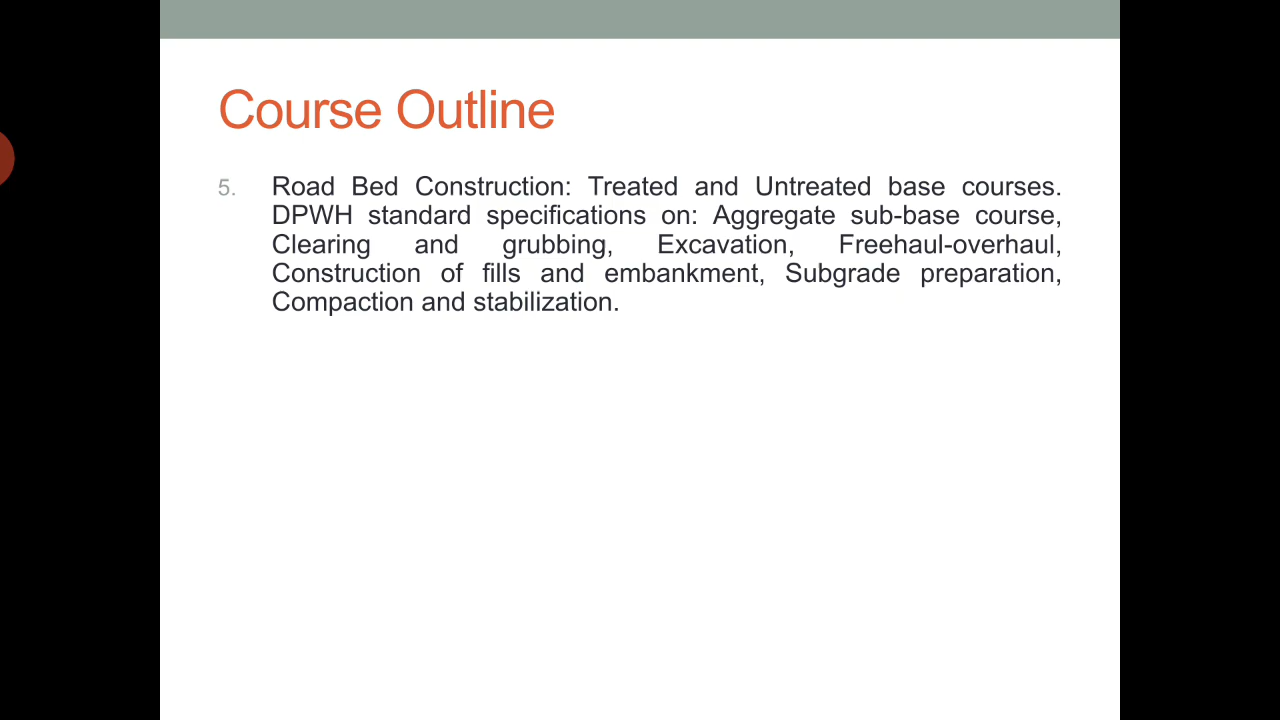 Course Outline
5. Road Bed Construction: Treated and Untreated base courses.
DPWH standard specifications on: Aggregate sub-base course,
Clearing and grubbing, Excavation, Freehaul-overhaul,
Construction of fills and embankment, Subgrade preparation,
Compaction and stabilization.